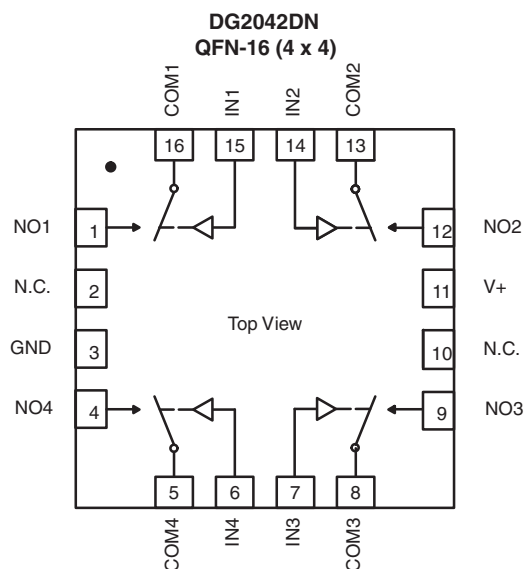 DG2042DN
QFN-16 (4 x 4)
COM1
IN1
IN2
COM2
16
15
14
13
NO1
1
12
NO2
N.C.
2
11
V+
Top View
GND
3
10
N.C.
NO4
4
9
NO3
5
6
7
8
COM4
IN4
IN3
COM3